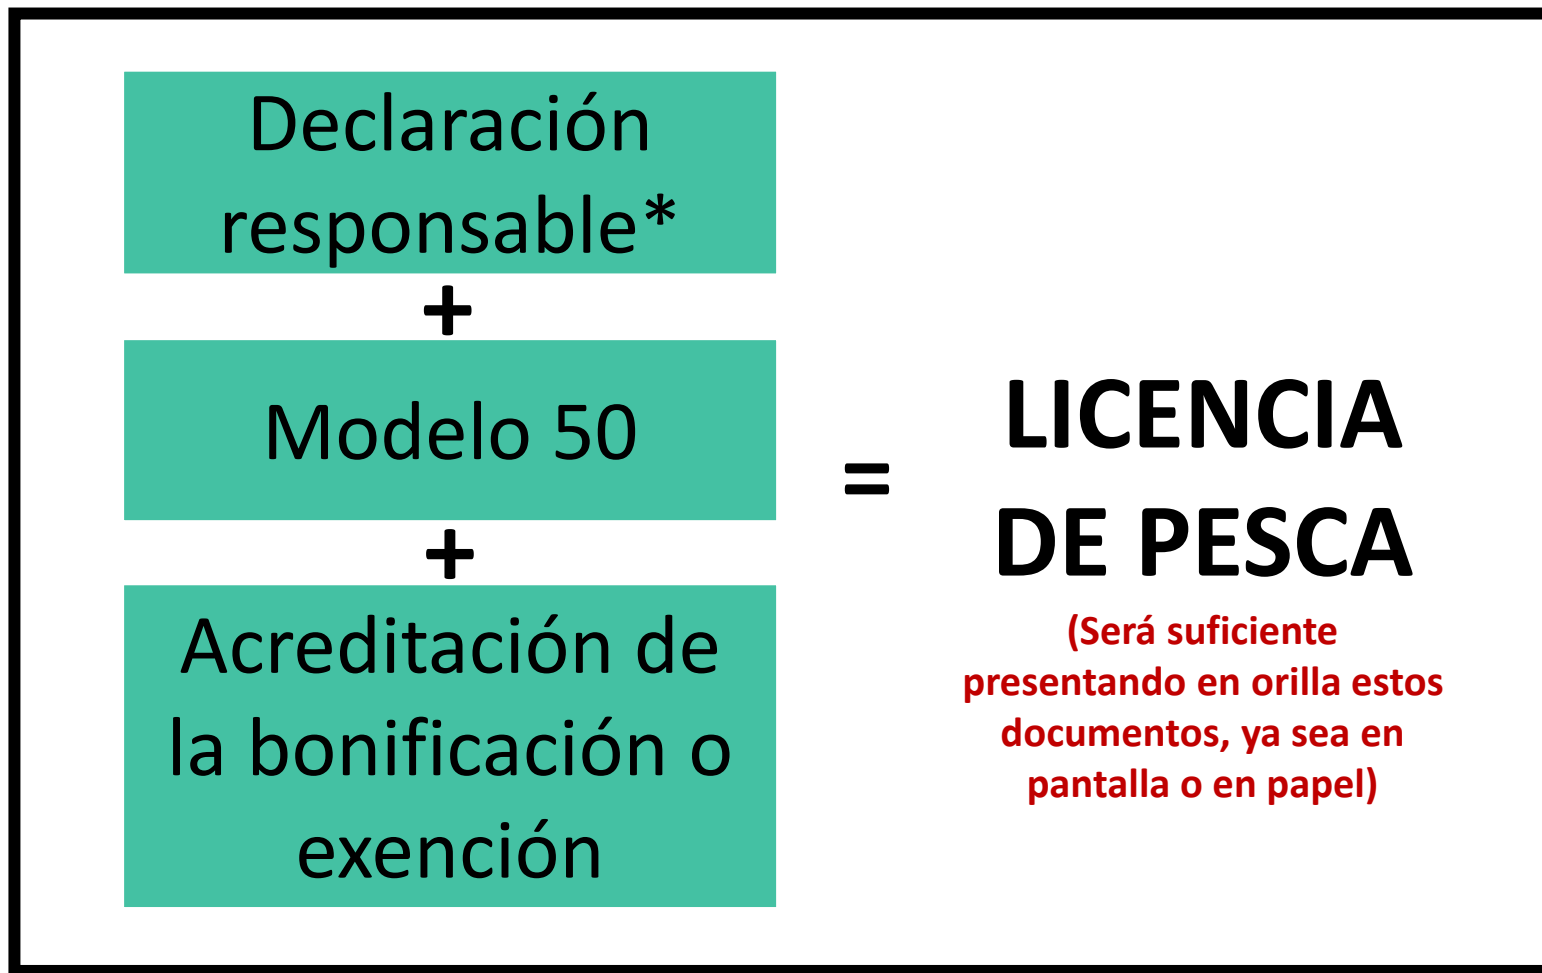 Declaración
responsable*
+
Modelo 50
+
Acreditación de
la bonificación o
exención
=
LICENCIA
DE PESCA
(Será suficiente
presentando en orilla estos
documentos, ya sea en
pantalla o en papel)